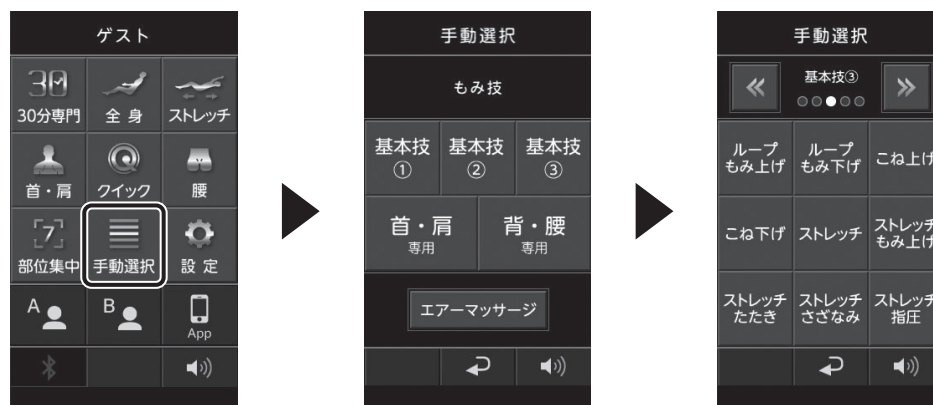 ゲスト
30
30分専門
全 身
ストレッチ
首・肩
Q
クイック
腰
7
部位集中
手動選択
設 定
A
B
App
手動選択
もみ技
基本技
①
基本技
②
基本技
③
首・肩
専用
背・腰
専用
エアーマッサージ
手動選択
基本技③
ループ
もみ上げ
ループ
もみ下げ
こね上げ
こね下げ
ストレッチ
ストレッチ
もみ上げ
ストレッチ
たたき
ストレッチ
さざなみ
ストレッチ
指圧